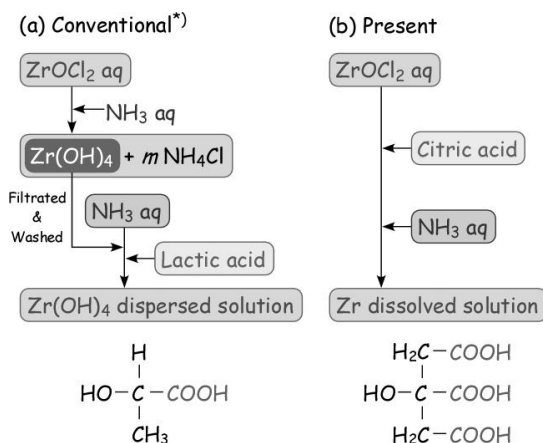 (a) Conventional*)
ZrOCl2 aq
NH3 aq
Zr(OH)4 + m NH4Cl
Filtrated
&
Washed
NH3 aq
Lactic acid
Zr(OH)4 dispersed solution
H
HO–C–COOH
CH3
(b) Present
ZrOCl2 aq
Citric acid
NH3 aq
Zr dissolved solution
H2C–COOH
HO–C–COOH
H2C–COOH